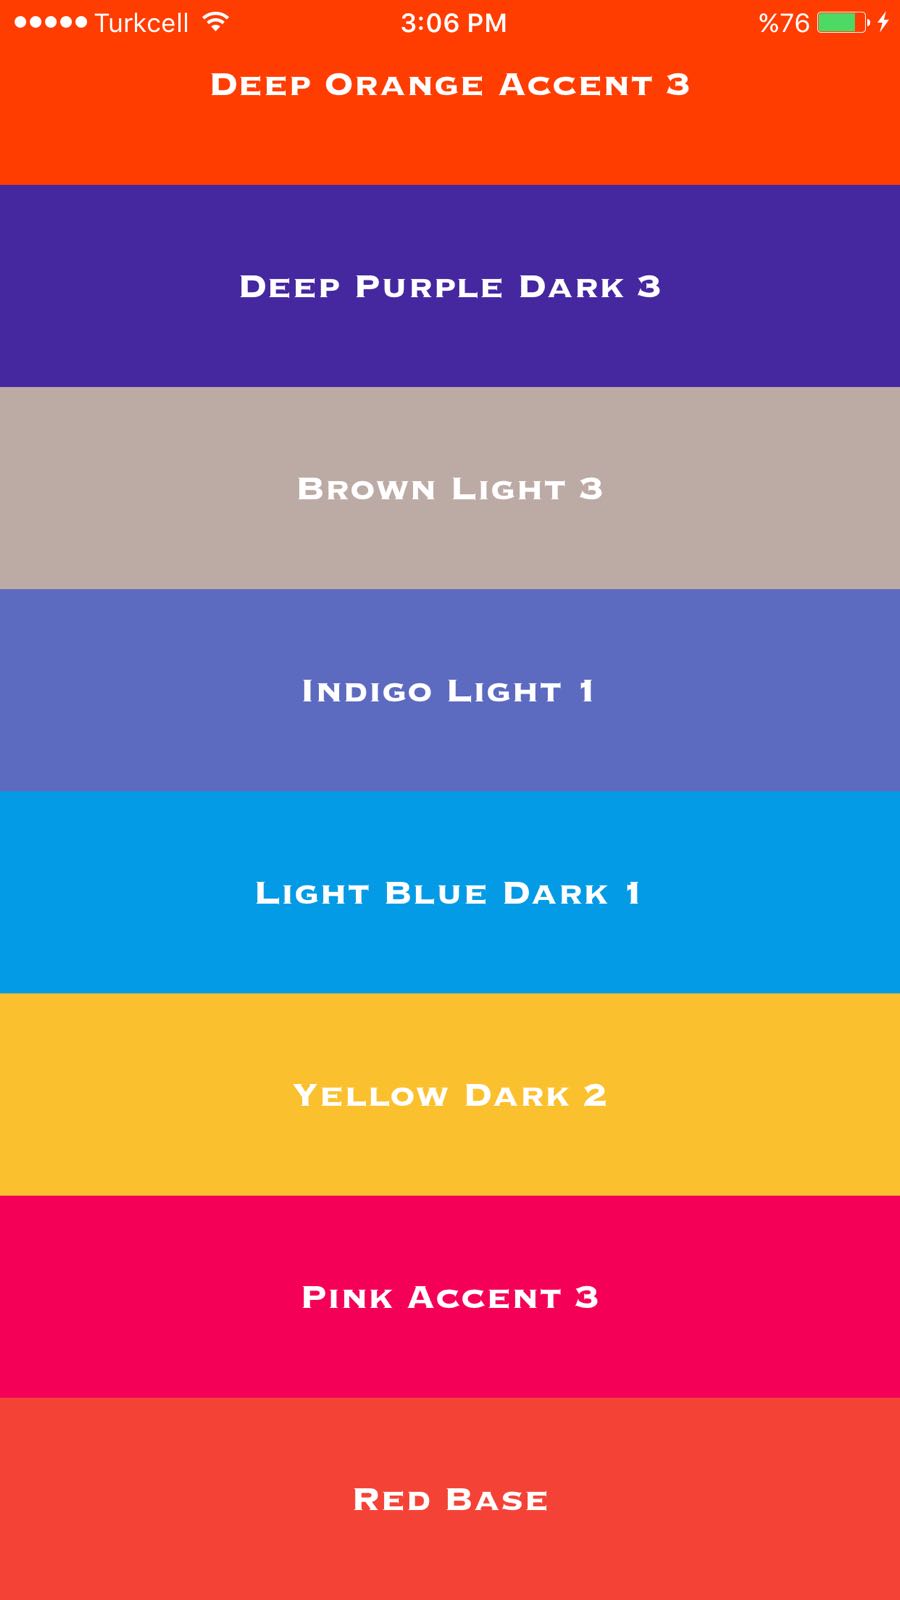 Turkcell 3:06 PM %76
Deep Orange Accent 3
Deep Purple Dark 3
Brown Light 3
Indigo Light 1
Light Blue Dark 1
Yellow Dark 2
Pink Accent 3
Red Base